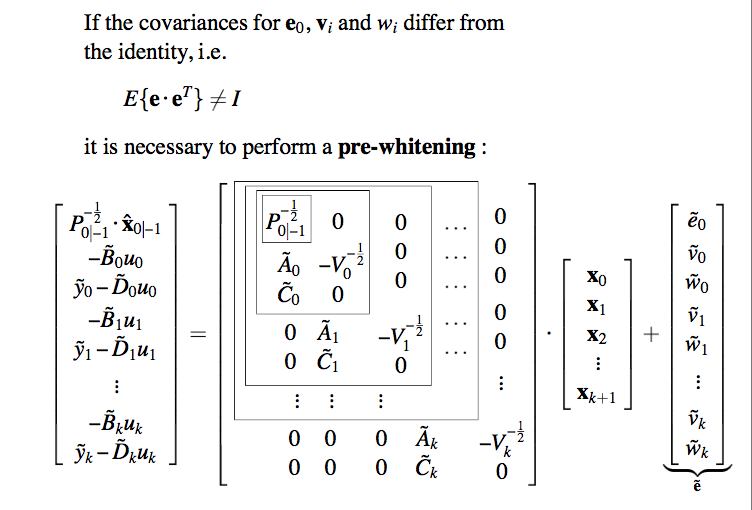 If the covariances for e₀, vᵢ and wᵢ differ from
the identity, i.e.
E{e·eᵀ} ≠ I
it is necessary to perform a pre-whitening :
[ P_{0|–1}^{–1/2} · x̂_{0|–1} ]
[ –B̃₀u₀ ]
[ ỹ₀ – D̃₀u₀ ]
[ –B̃₁u₁ ]
[ ỹ₁ – D̃₁u₁ ]
[ ⋮ ]
[ –B̃ₖuₖ ]
[ ỹₖ – D̃ₖuₖ ]
=
[ P_{0|–1}^{–1/2} 0 0 … 0 ]
[ Ã₀ –V₀^{–1/2} 0 … 0 ]
[ C̃₀ 0 0 … 0 ]
[ 0 Ã₁ –V₁^{–1/2} … 0 ]
[ 0 C̃₁ 0 … 0 ]
[ ⋮ ⋮ ⋮ ⋮ ]
[ 0 0 0 Ãₖ –Vₖ^{–1/2} ]
[ 0 0 0 C̃ₖ 0 ]
·
[ x₀ ]
[ x₁ ]
[ x₂ ]
[ ⋮ ]
[ xₖ₊₁ ]
+
[ ẽ₀ ]
[ ṽ₀ ]
[ w̃₀ ]
[ ṽ₁ ]
[ w̃₁ ]
[ ⋮ ]
[ ṽₖ ]
[ w̃ₖ ]
ẽ